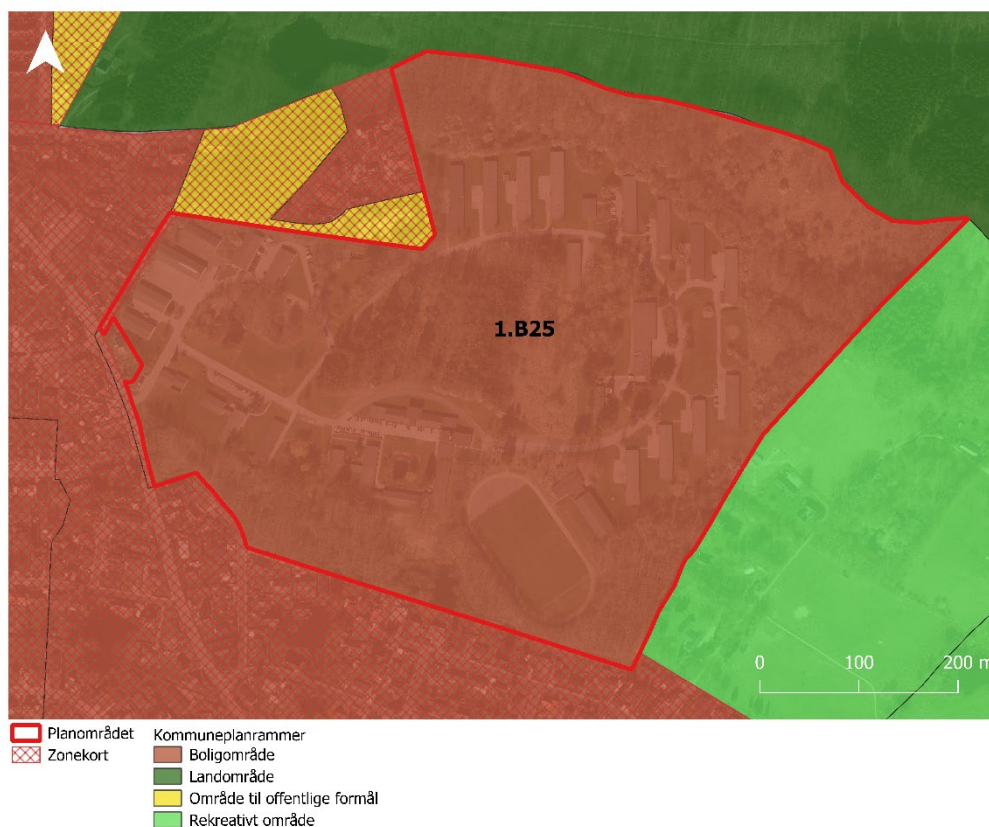 1.B25
0 100 200 m
Planområdet
Zonekort
Kommuneplanrammer
Boligområde
Landområde
Område til offentlige formål
Rekreativt område